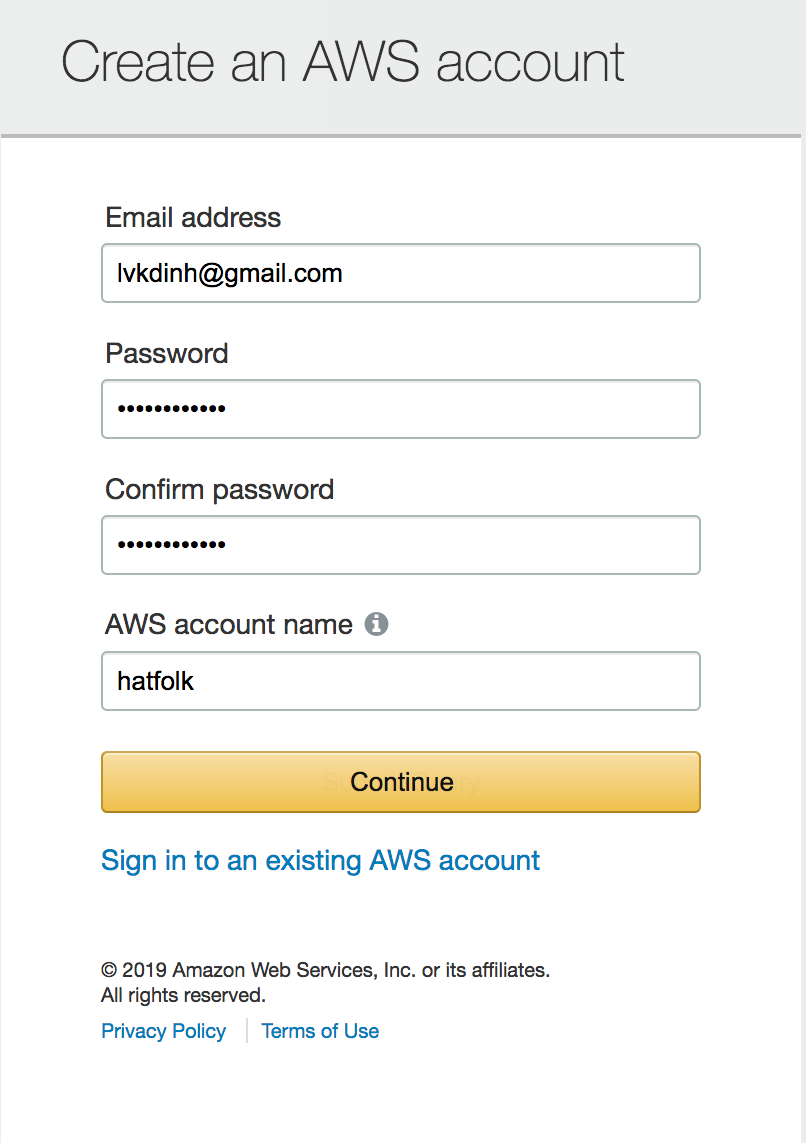 Create an AWS account
Email address
lvkdinh@gmail.com
Password
••••••••••••
Confirm password
••••••••••••
AWS account name
hatfolk
Continue
Sign in to an existing AWS account
© 2019 Amazon Web Services, Inc. or its affiliates.
All rights reserved.
Privacy Policy | Terms of Use